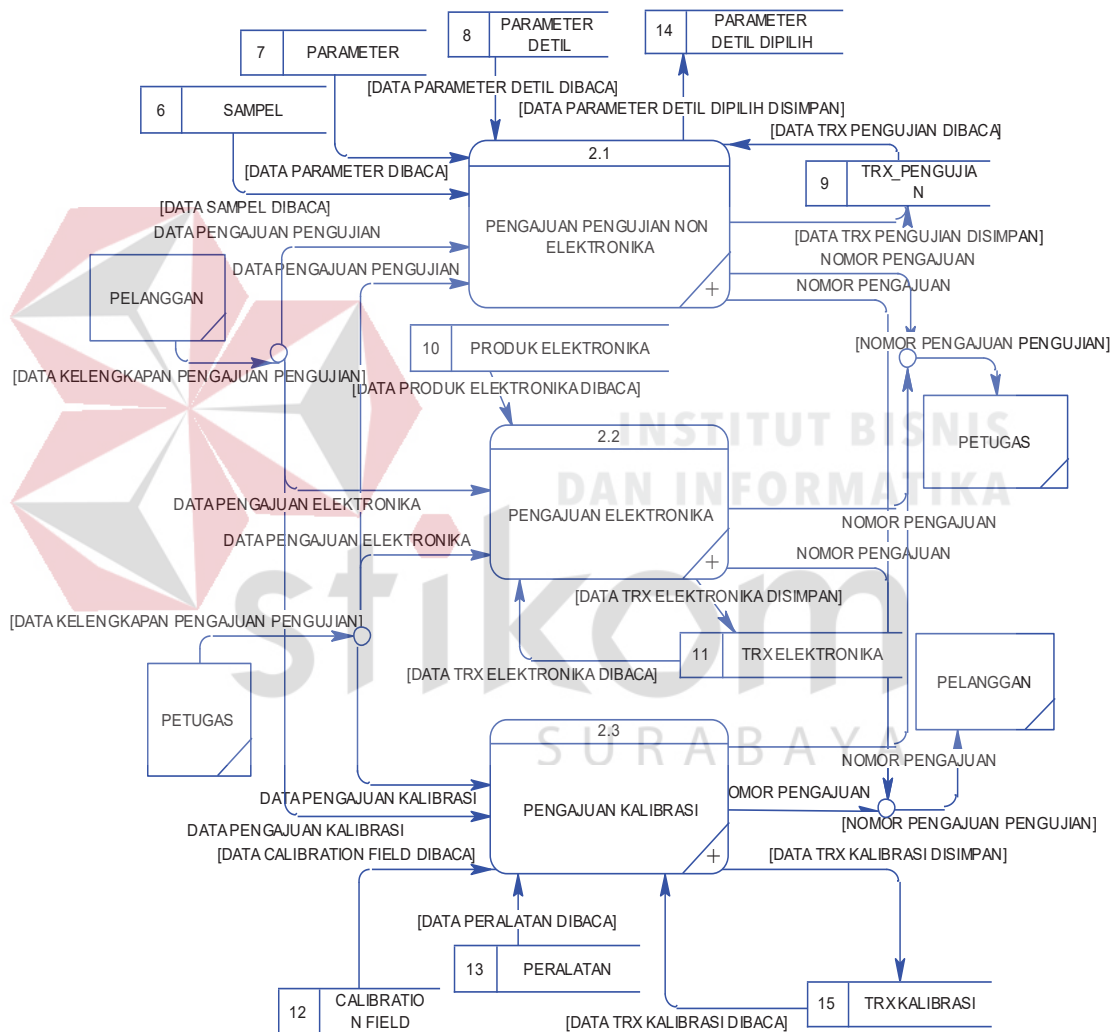 8
PARAMETER
DETIL
14
PARAMETER
DETIL DIPILIH
7
PARAMETER
[DATA PARAMETER DETIL DIBACA]
[DATA PARAMETER DETIL DIPILIH DISIMPAN]
6
SAMPEL
[DATA TRX PENGUJIAN DIBACA]
2.1
[DATA PARAMETER DIBACA]
9
TRX_PENGUJIA
N
[DATA SAMPEL DIBACA]
PENGAJUAN PENGUJIAN NON
ELEKTRONIKA
+
DATA PENGAJUAN PENGUJIAN
[DATA TRX PENGUJIAN DISIMPAN]
NOMOR PENGAJUAN
DATA PENGAJUAN PENGUJIAN
NOMOR PENGAJUAN
PELANGGAN
10
PRODUK ELEKTRONIKA
[NOMOR PENGAJUAN PENGUJIAN]
[DATA KELENGKAPAN PENGAJUAN PENGUJIAN]
[DATA PRODUK ELEKTRONIKA DIBACA]
INSTITUT BISNIS
DAN INFORMATIKA
PETUGAS
2.2
DATA PENGAJUAN ELEKTRONIKA
PENGAJUAN ELEKTRONIKA
+
NOMOR PENGAJUAN
DATA PENGAJUAN ELEKTRONIKA
NOMOR PENGAJUAN
stikom
[DATA TRX ELEKTRONIKA DISIMPAN]
[DATA KELENGKAPAN PENGAJUAN PENGUJIAN]
11
TRX ELEKTRONIKA
[DATA TRX ELEKTRONIKA DIBACA]
PELANGGAN
PETUGAS
2.3
SURABAYA
NOMOR PENGAJUAN
OMOR PENGAJUAN
DATA PENGAJUAN KALIBRASI
PENGAJUAN KALIBRASI
+
[NOMOR PENGAJUAN PENGUJIAN]
DATA PENGAJUAN KALIBRASI
[DATA CALIBRATION FIELD DIBACA]
[DATA TRX KALIBRASI DISIMPAN]
[DATA PERALATAN DIBACA]
13
PERALATAN
12
CALIBRATIO
N FIELD
15
TRX KALIBRASI
[DATA TRX KALIBRASI DIBACA]